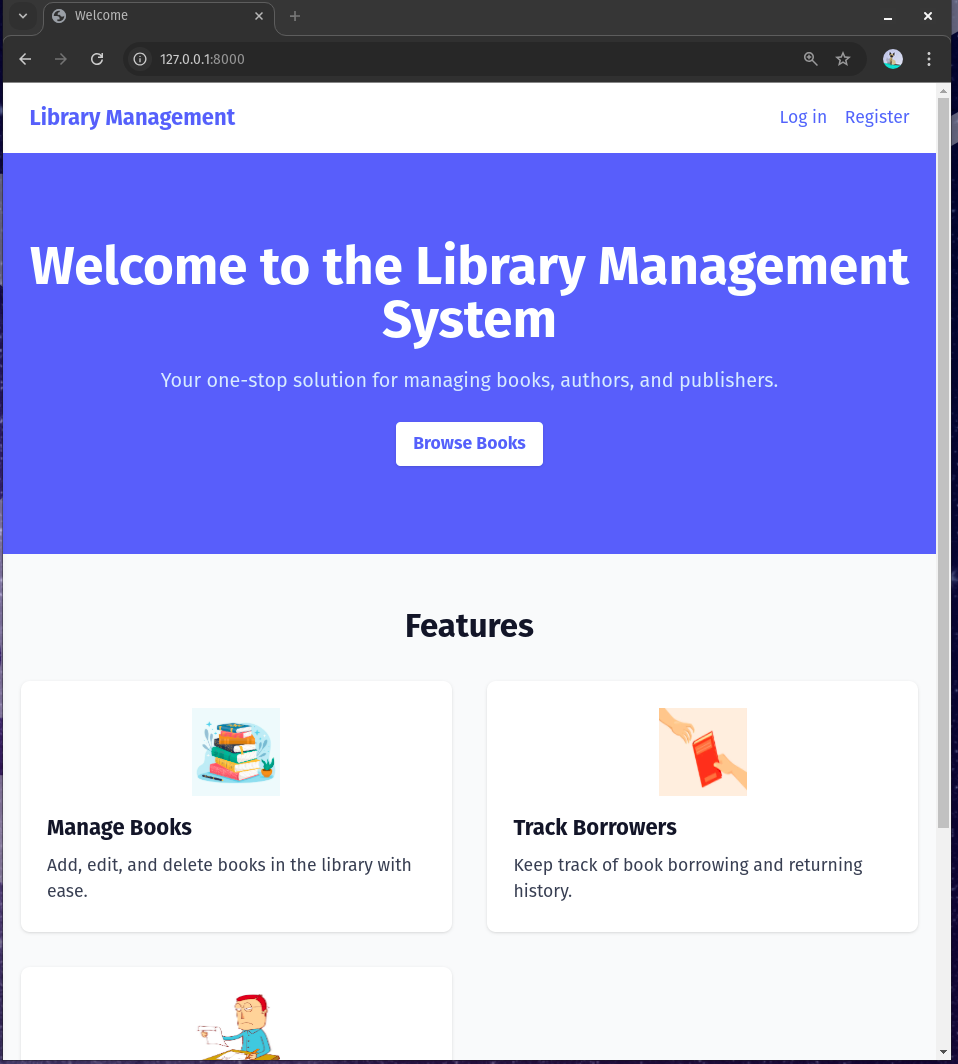 Welcome
127.0.0.1:8000
Library Management
Log in
Register
Welcome to the Library Management
System
Your one-stop solution for managing books, authors, and publishers.
Browse Books
Features
Manage Books
Add, edit, and delete books in the library with
ease.
Track Borrowers
Keep track of book borrowing and returning
history.